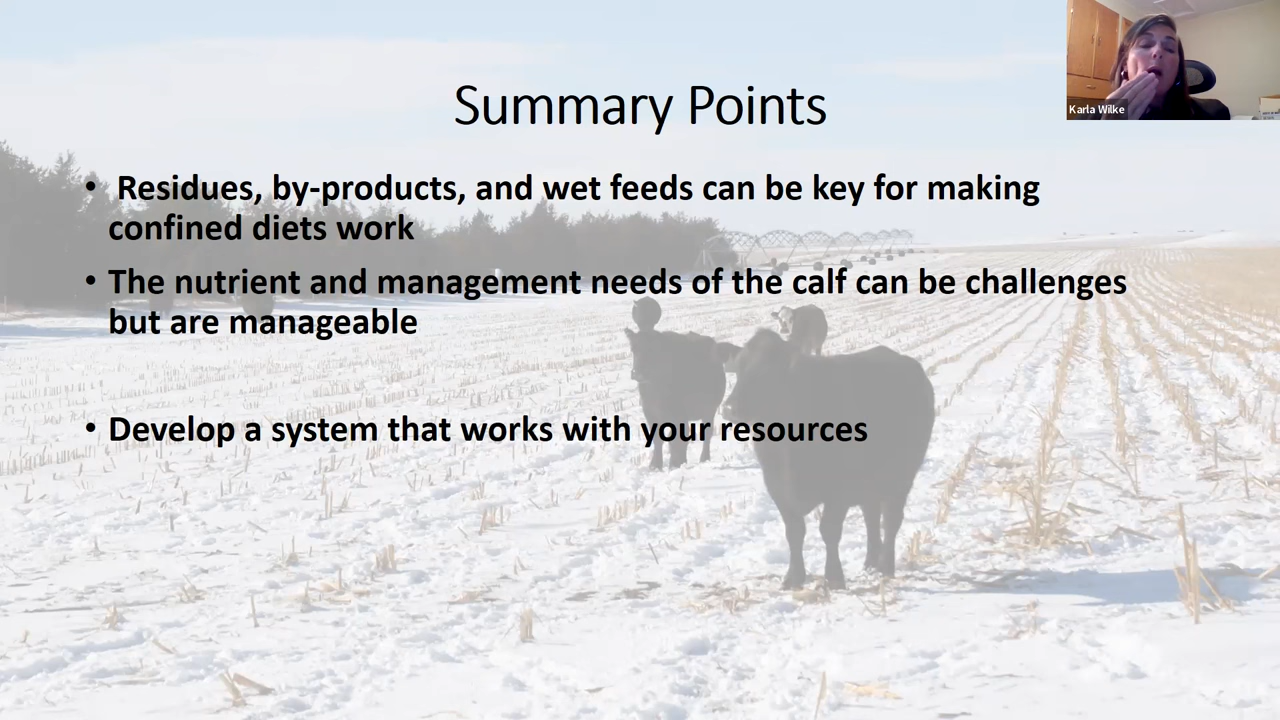 Karla Wilke
Summary Points
• Residues, by-products, and wet feeds can be key for making
confined diets work
• The nutrient and management needs of the calf can be challenges
but are manageable
• Develop a system that works with your resources